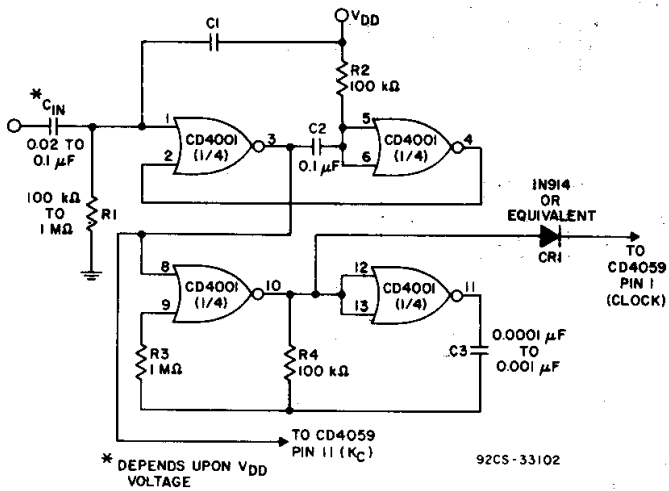 C1
VDD
R2
100 kΩ
* CIN
0.02 TO
0.1 µF
1
2
CD4001
(1/4)
3
C2
0.1 µF
5
6
CD4001
(1/4)
4
100 kΩ
TO
1 MΩ
R1
1N914
OR
EQUIVALENT
CR1
TO
CD4059
PIN 1
(CLOCK)
8
9
CD4001
(1/4)
10
12
13
CD4001
(1/4)
11
R3
1 MΩ
R4
100 kΩ
C3
0.0001 µF
TO
0.001 µF
TO CD4059
PIN 11 (KC)
* DEPENDS UPON VDD
VOLTAGE
92CS-33102